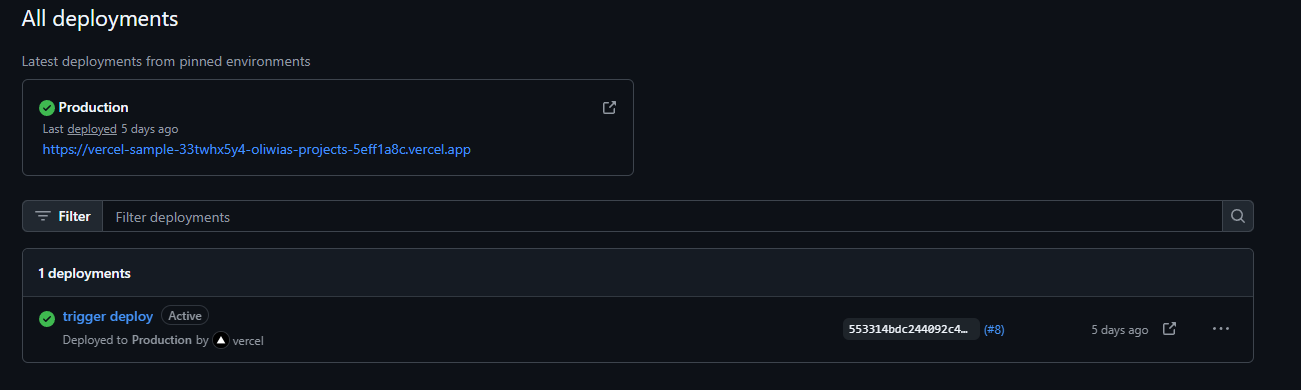 All deployments
Latest deployments from pinned environments
Production
Last deployed 5 days ago
https://vercel-sample-33twhx5y4-oliwias-projects-5eff1a8c.vercel.app
Filter
Filter deployments
1 deployments
trigger deploy Active
553314bdc244092c4… (#8)
5 days ago
Deployed to Production by vercel